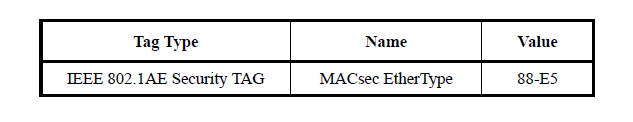 Tag Type Name Value
IEEE 802.1AE Security TAG MACsec EtherType 88-E5